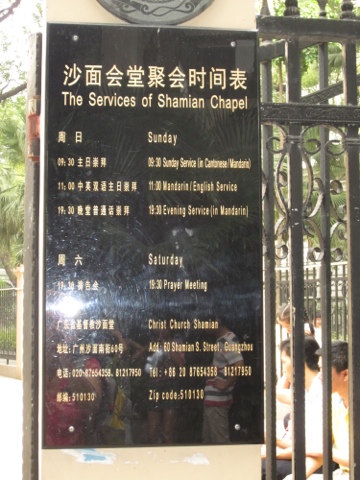 沙面会堂聚会时间表
The Services of Shamian Chapel
周 日 Sunday
09:30 主日崇拜 09:30 Sunday Service (in Cantonese/Mandarin)
11:00 中英双语主日崇拜 11:00 Mandarin/English Service
19:30 晚堂普通话崇拜 19:30 Evening Service (in Mandarin)
周 六 Saturday
19:30 祷告会 19:30 Prayer Meeting
广东省基督教沙面堂 Christ Church Shamian
地址: 广州沙面南街60号 Add: 60 Shamian S. Street, Guangzhou
电话: 020-87654358、81217950 Tel: +86 20 87654358 81217950
邮编: 510130 Zip code: 510130